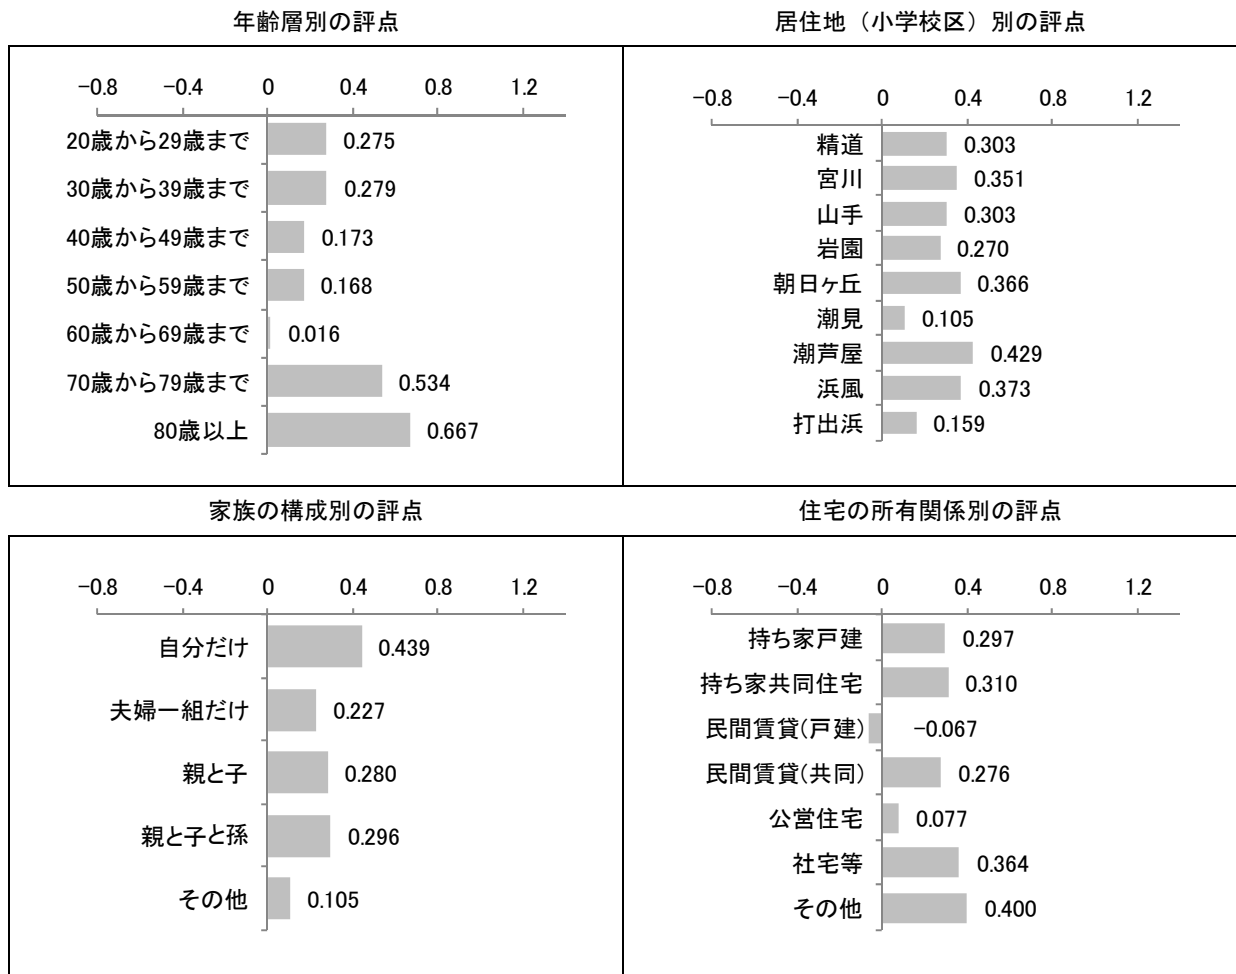 年齢層別の評点
−0.8 −0.4 0 0.4 0.8 1.2
20歳から29歳まで 0.275
30歳から39歳まで 0.279
40歳から49歳まで 0.173
50歳から59歳まで 0.168
60歳から69歳まで 0.016
70歳から79歳まで 0.534
80歳以上 0.667
居住地（小学校区）別の評点
−0.8 −0.4 0 0.4 0.8 1.2
精道 0.303
宮川 0.351
山手 0.303
岩園 0.270
朝日ヶ丘 0.366
潮見 0.105
潮芦屋 0.429
浜風 0.373
打出浜 0.159
家族の構成別の評点
−0.8 −0.4 0 0.4 0.8 1.2
自分だけ 0.439
夫婦一組だけ 0.227
親と子 0.280
親と子と孫 0.296
その他 0.105
住宅の所有関係別の評点
−0.8 −0.4 0 0.4 0.8 1.2
持ち家戸建 0.297
持ち家共同住宅 0.310
民間賃貸(戸建) −0.067
民間賃貸(共同) 0.276
公営住宅 0.077
社宅等 0.364
その他 0.400